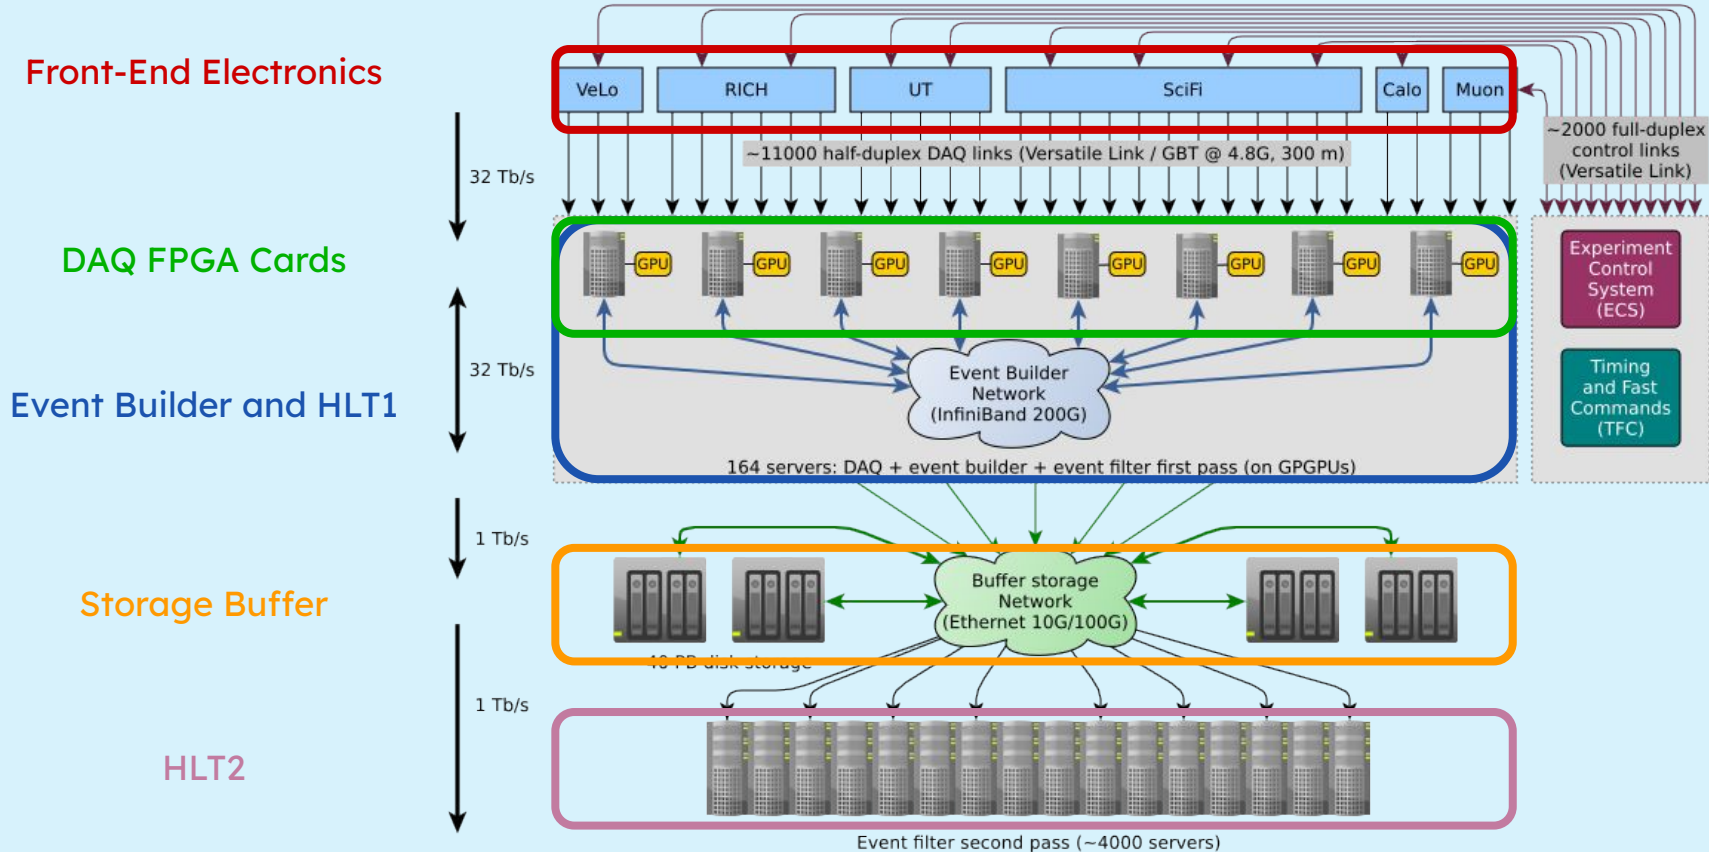 Front-End Electronics
VeLo
RICH
UT
SciFi
Calo
Muon
~11000 half-duplex DAQ links (Versatile Link / GBT @ 4.8G, 300 m)
~2000 full-duplex
control links
(Versatile Link)
32 Tb/s
DAQ FPGA Cards
GPU
GPU
GPU
GPU
GPU
GPU
GPU
GPU
Experiment
Control
System
(ECS)
32 Tb/s
Event Builder and HLT1
Event Builder
Network
(InfiniBand 200G)
Timing
and Fast
Commands
(TFC)
164 servers: DAQ + event builder + event filter first pass (on GPGPUs)
1 Tb/s
Storage Buffer
Buffer storage
Network
(Ethernet 10G/100G)
40 PB disk storage
1 Tb/s
HLT2
Event filter second pass (~4000 servers)